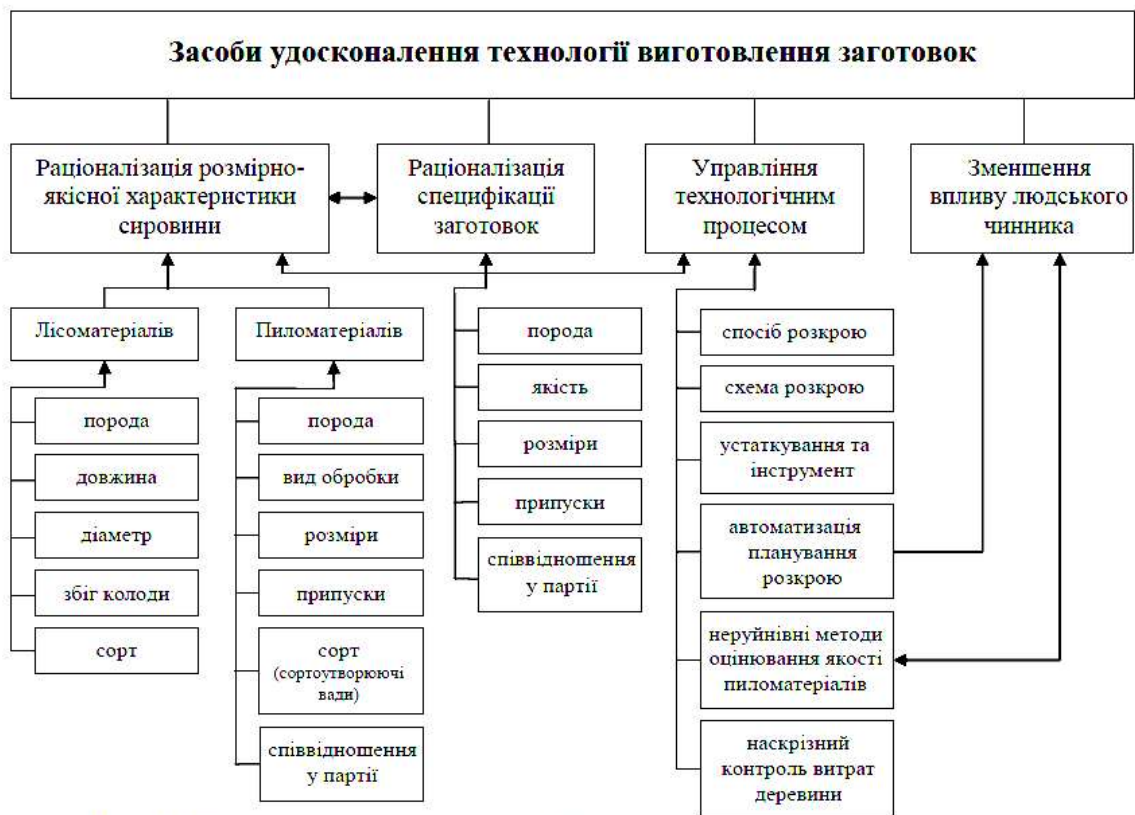 Засоби удосконалення технології виготовлення заготовок
Раціоналізація розмірно-
якісної характеристики
сировини
Раціоналізація
специфікації
заготовок
Управління
технологічним
процесом
Зменшення
впливу людського
чинника
Лісоматеріалів
порода
довжина
діаметр
збіг колоди
сорт
Пиломатеріалів
порода
вид обробки
розміри
припуски
сорт
(сортоутворюючі
вади)
співвідношення
у партії
порода
якість
розміри
припуски
співвідношення
у партії
спосіб розкрою
схема розкрою
устаткування та
інструмент
автоматизація
планування
розкрою
неруйнівні методи
оцінювання якості
пиломатеріалів
наскрізний
контроль витрат
деревини